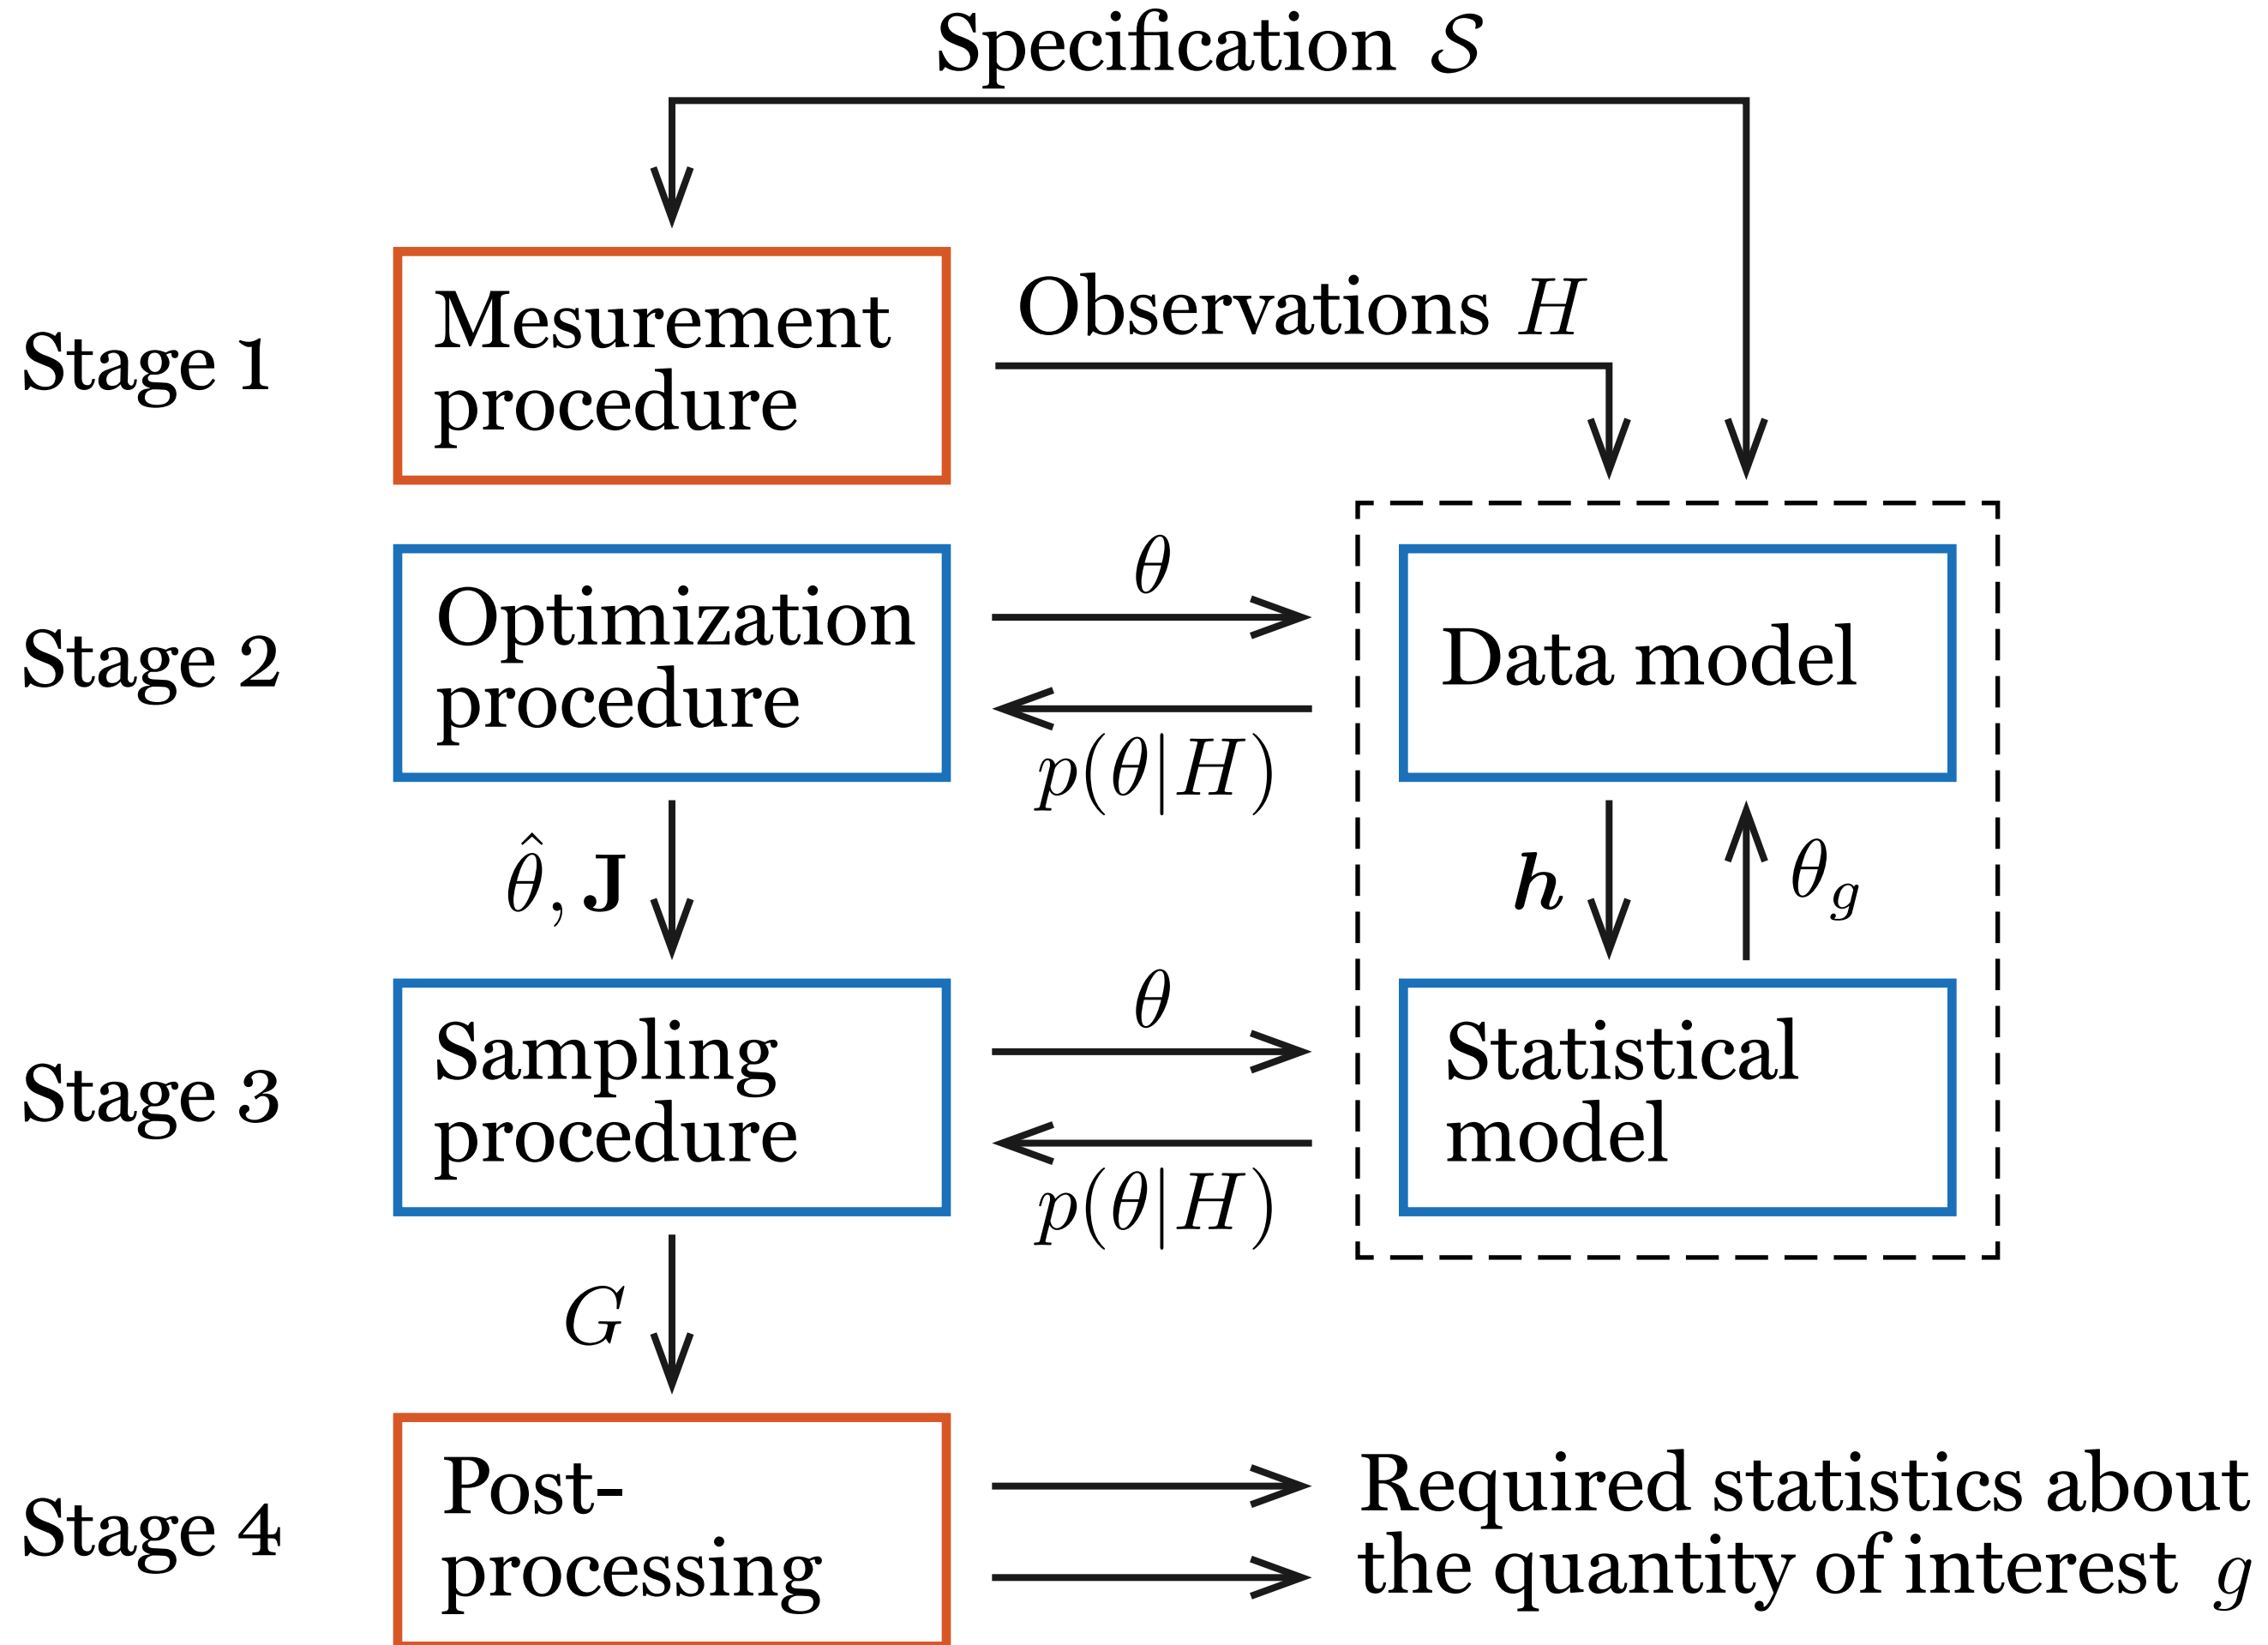 Specification 𝒮
Stage 1
Mesurement
procedure
Observations H
Stage 2
Optimization
procedure
θ
p(θ|H)
Data model
θ̂, J
h
θ_g
Stage 3
Sampling
procedure
θ
p(θ|H)
Statistical
model
G
Stage 4
Post-
processing
Required statistics about
the quantity of interest g